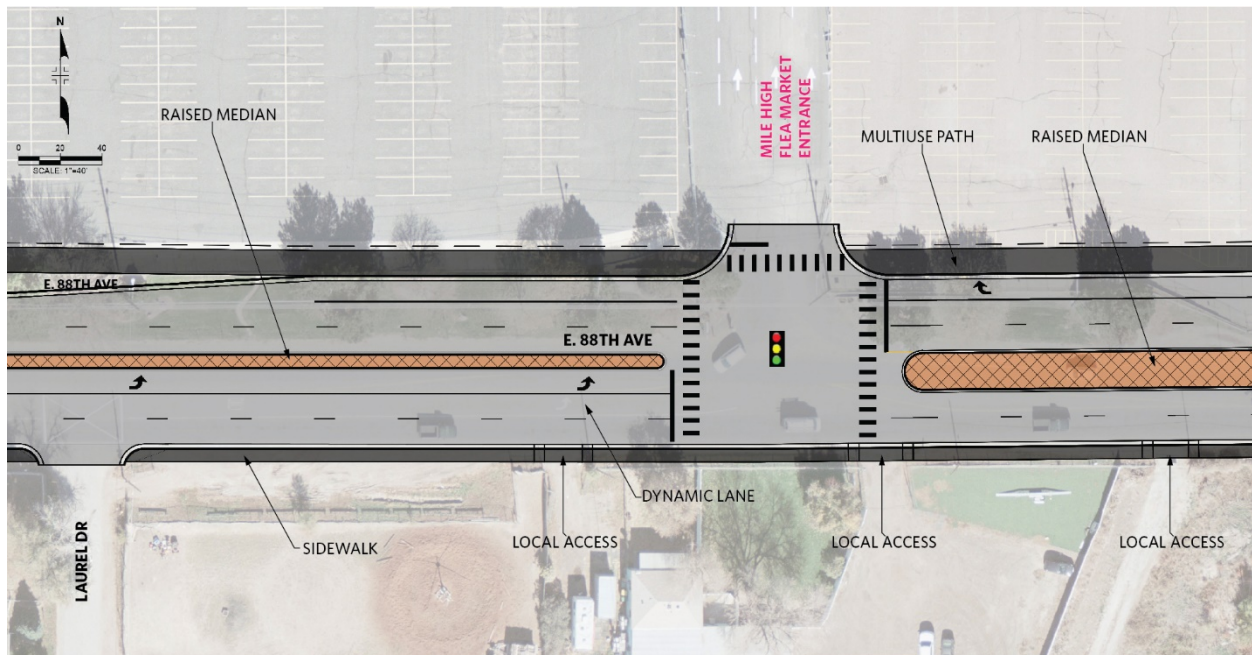 N
0 20 40
SCALE: 1"=40'
RAISED MEDIAN
MILE HIGH
FLEA MARKET
ENTRANCE
MULTIUSE PATH
RAISED MEDIAN
E. 88TH AVE
E. 88TH AVE
DYNAMIC LANE
LAUREL DR
SIDEWALK
LOCAL ACCESS
LOCAL ACCESS
LOCAL ACCESS